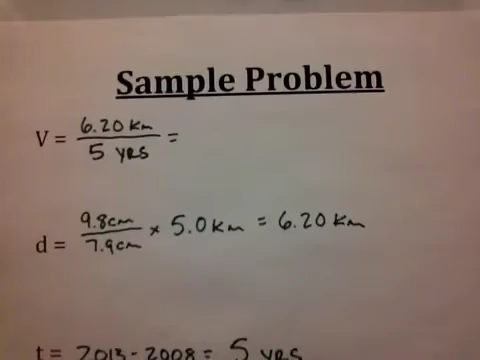 Sample Problem
V = 6.20 km / 5 yrs =
d = 9.8cm / 7.9cm × 5.0 km = 6.20 km
t = 2013 - 2008 = 5 yrs